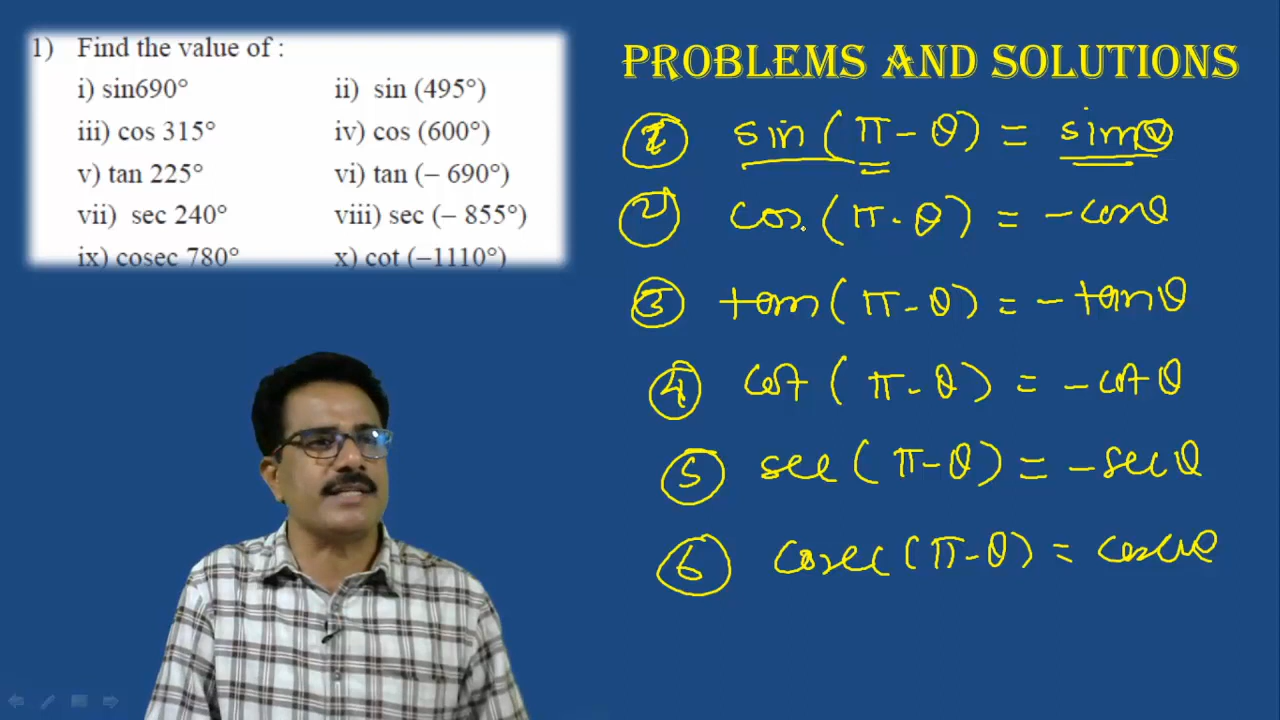 1) Find the value of :
i) sin690° ii) sin (495°)
iii) cos 315° iv) cos (600°)
v) tan 225° vi) tan (– 690°)
vii) sec 240° viii) sec (– 855°)
ix) cosec 780° x) cot (–1110°)
PROBLEMS AND SOLUTIONS
① sin(π-θ) = sinθ
② cos(π-θ) = -cosθ
③ tan(π-θ) = -tanθ
④ cot(π-θ) = -cotθ
⑤ sec(π-θ) = -secθ
⑥ cosec(π-θ) = cosecθ